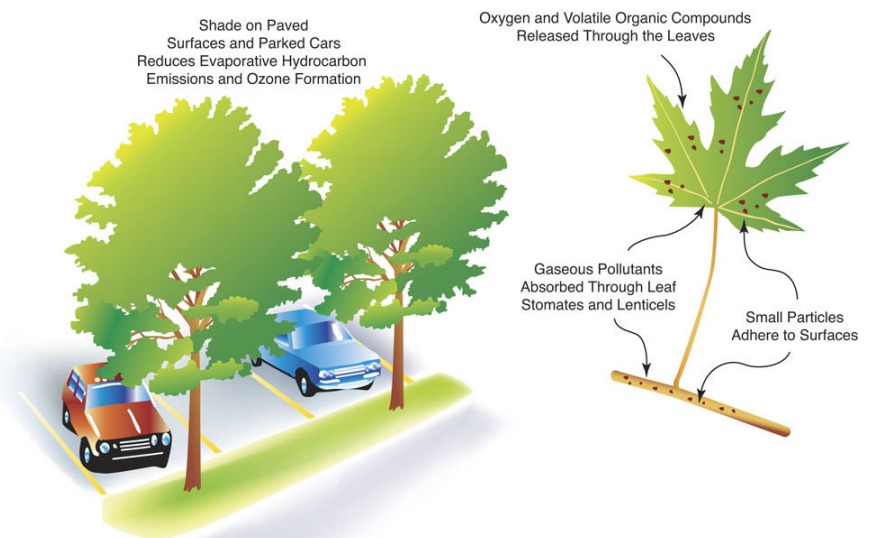 Shade on Paved
Surfaces and Parked Cars
Reduces Evaporative Hydrocarbon
Emissions and Ozone Formation
Oxygen and Volatile Organic Compounds
Released Through the Leaves
Gaseous Pollutants
Absorbed Through Leaf
Stomates and Lenticels
Small Particles
Adhere to Surfaces